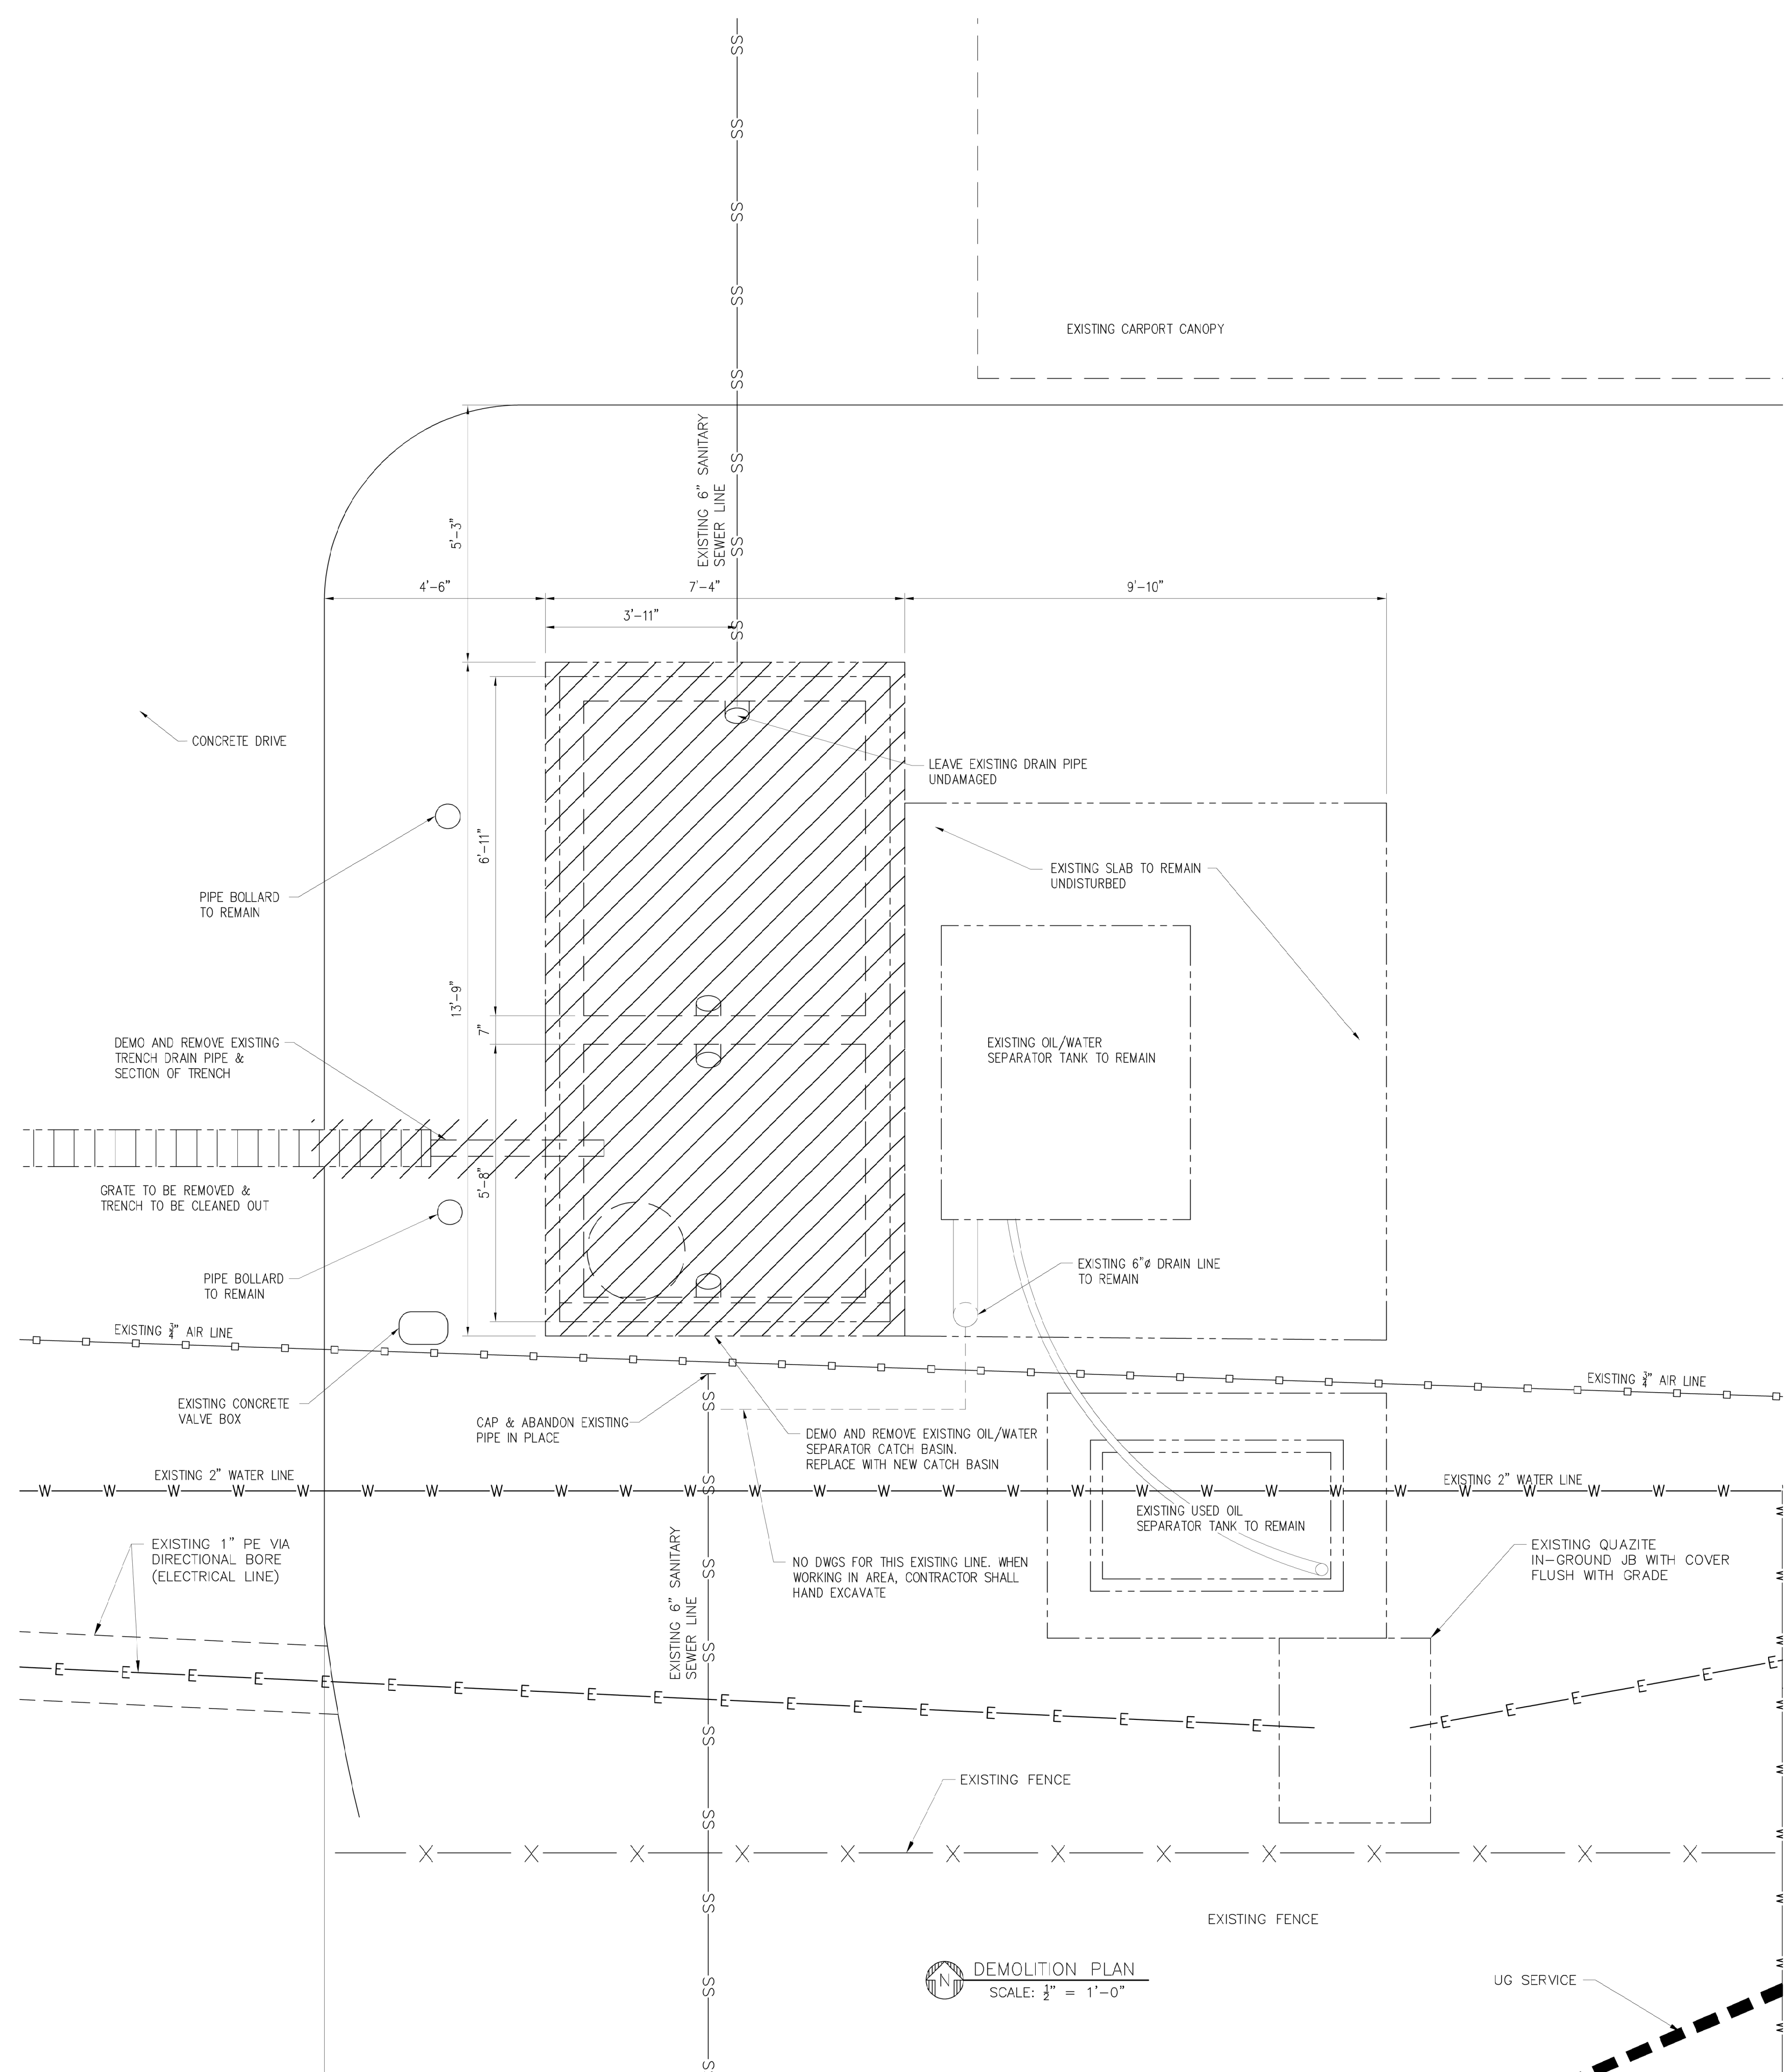 EXISTING CARPORT CANOPY
EXISTING 6" SANITARY
SEWER LINE
5'-3"
4'-6"
7'-4"
9'-10"
3'-11"
CONCRETE DRIVE
LEAVE EXISTING DRAIN PIPE
UNDAMAGED
6'-11"
EXISTING SLAB TO REMAIN
UNDISTURBED
PIPE BOLLARD
TO REMAIN
13'-9"
7"
DEMO AND REMOVE EXISTING
TRENCH DRAIN PIPE &
SECTION OF TRENCH
EXISTING OIL/WATER
SEPARATOR TANK TO REMAIN
5'-8"
GRATE TO BE REMOVED &
TRENCH TO BE CLEANED OUT
PIPE BOLLARD
TO REMAIN
EXISTING 6"ø DRAIN LINE
TO REMAIN
EXISTING ¾" AIR LINE
EXISTING ¾" AIR LINE
EXISTING CONCRETE
VALVE BOX
CAP & ABANDON EXISTING
PIPE IN PLACE
DEMO AND REMOVE EXISTING OIL/WATER
SEPARATOR CATCH BASIN.
REPLACE WITH NEW CATCH BASIN
EXISTING 2" WATER LINE
EXISTING 2" WATER LINE
EXISTING USED OIL
SEPARATOR TANK TO REMAIN
EXISTING 1" PE VIA
DIRECTIONAL BORE
(ELECTRICAL LINE)
EXISTING 6" SANITARY
SEWER LINE
NO DWGS FOR THIS EXISTING LINE. WHEN
WORKING IN AREA, CONTRACTOR SHALL
HAND EXCAVATE
EXISTING QUAZITE
IN-GROUND JB WITH COVER
FLUSH WITH GRADE
EXISTING FENCE
EXISTING FENCE
N
DEMOLITION PLAN
SCALE: ½" = 1'-0"
UG SERVICE